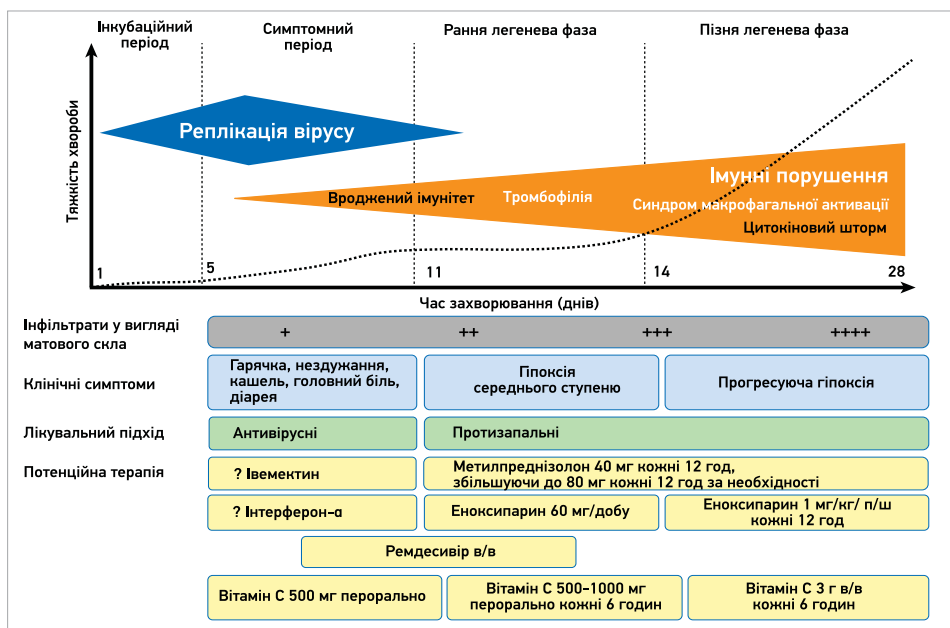 Інкубаційний
період
Симптомний
період
Рання легенева фаза
Пізня легенева фаза
Тяжкість хвороби
Реплікація вірусу
Імунні порушення
Вроджений імунітет
Тромбофілія
Синдром макрофагальної активації
Цитокіновий шторм
1
5
11
14
28
Час захворювання (днів)
Інфільтрати у вигляді
матового скла
+
++
+++
++++
Клінічні симптоми
Гарячка, нездужання,
кашель, головний біль,
діарея
Гіпоксія
середнього ступеню
Прогресуюча гіпоксія
Лікувальний підхід
Антивірусні
Протизапальні
Потенційна терапія
? Івемектин
Метилпреднізолон 40 мг кожні 12 год,
збільшуючи до 80 мг кожні 12 год за необхідності
? Інтерферон-α
Еноксипарин 60 мг/добу
Еноксипарин 1 мг/кг/ п/ш
кожні 12 год
Ремдесивір в/в
Вітамін С 500 мг перорально
Вітамін С 500–1000 мг
перорально кожні 6 годин
Вітамін С 3 г в/в
кожні 6 годин